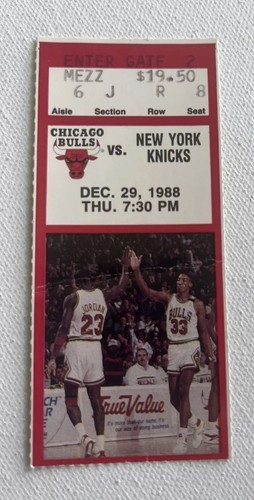 ENTER GATE 2
MEZZ $19.50
6 J R 8
Aisle Section Row Seat
CHICAGO
BULLS
VS.
NEW YORK
KNICKS
DEC. 29, 1988
THU. 7:30 PM
JORDAN
23
BULLS
33
True Value